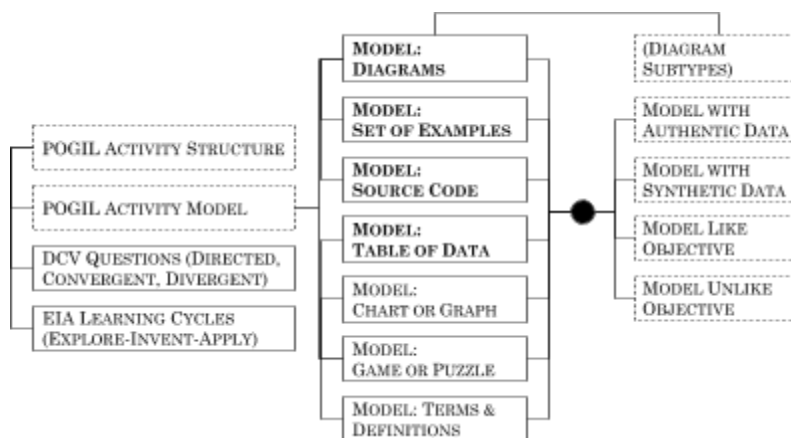 POGIL ACTIVITY STRUCTURE
POGIL ACTIVITY MODEL
DCV QUESTIONS (DIRECTED,
CONVERGENT, DIVERGENT)
EIA LEARNING CYCLES
(EXPLORE-INVENT-APPLY)
MODEL:
DIAGRAMS
MODEL:
SET OF EXAMPLES
MODEL:
SOURCE CODE
MODEL:
TABLE OF DATA
MODEL:
CHART OR GRAPH
MODEL:
GAME OR PUZZLE
MODEL: TERMS &
DEFINITIONS
(DIAGRAM
SUBTYPES)
MODEL WITH
AUTHENTIC DATA
MODEL WITH
SYNTHETIC DATA
MODEL LIKE
OBJECTIVE
MODEL UNLIKE
OBJECTIVE